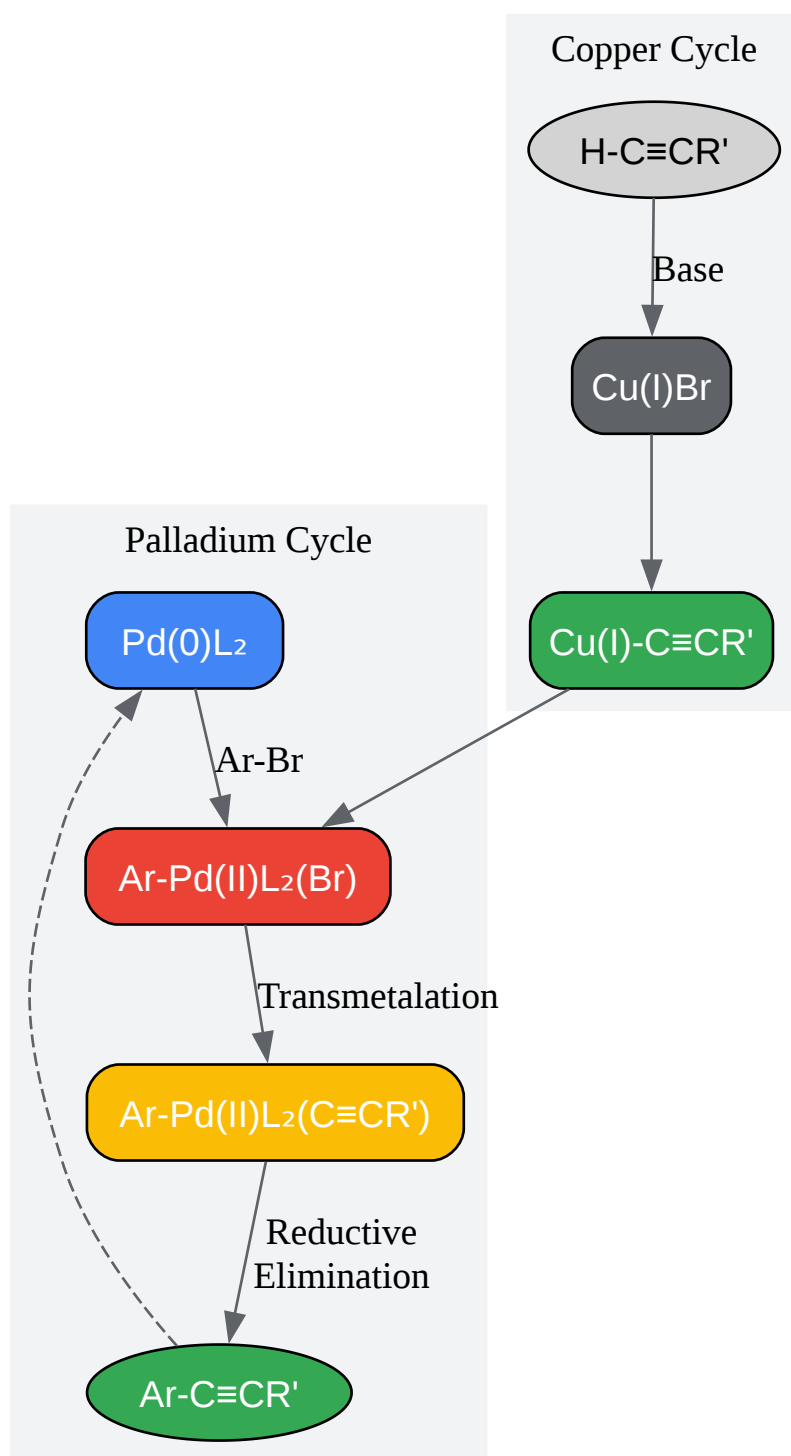 Copper Cycle
H-C≡CR'
Base
Cu(I)Br
Cu(I)-C≡CR'
Palladium Cycle
Pd(0)L₂
Ar-Br
Ar-Pd(II)L₂(Br)
Transmetalation
Ar-Pd(II)L₂(C≡CR')
Reductive
Elimination
Ar-C≡CR'